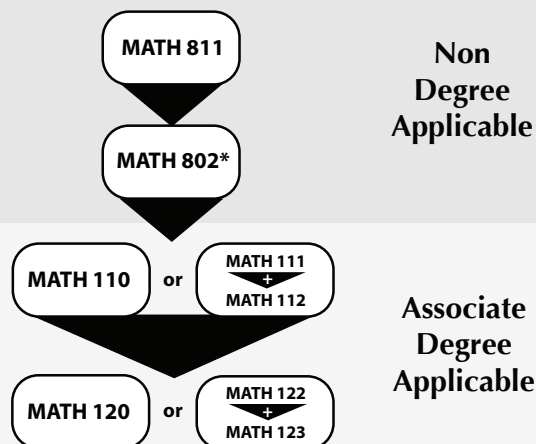 MATH 811
Non
Degree
Applicable
MATH 802*
MATH 110
or
MATH 111
+
MATH 112
Associate
Degree
Applicable
MATH 120
or
MATH 122
+
MATH 123